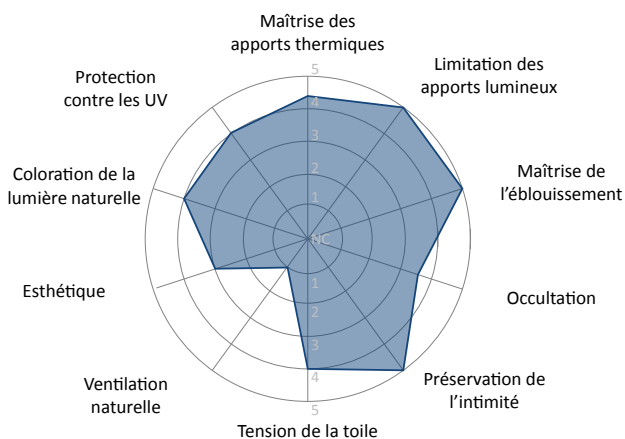 Maîtrise des
apports thermiques
Limitation des
apports lumineux
Maîtrise de
l'éblouissement
Occultation
Préservation de
l'intimité
Tension de la toile
Ventilation
naturelle
Esthétique
Coloration de la
lumière naturelle
Protection
contre les UV
5
4
3
2
1
NC
1
2
3
4
5